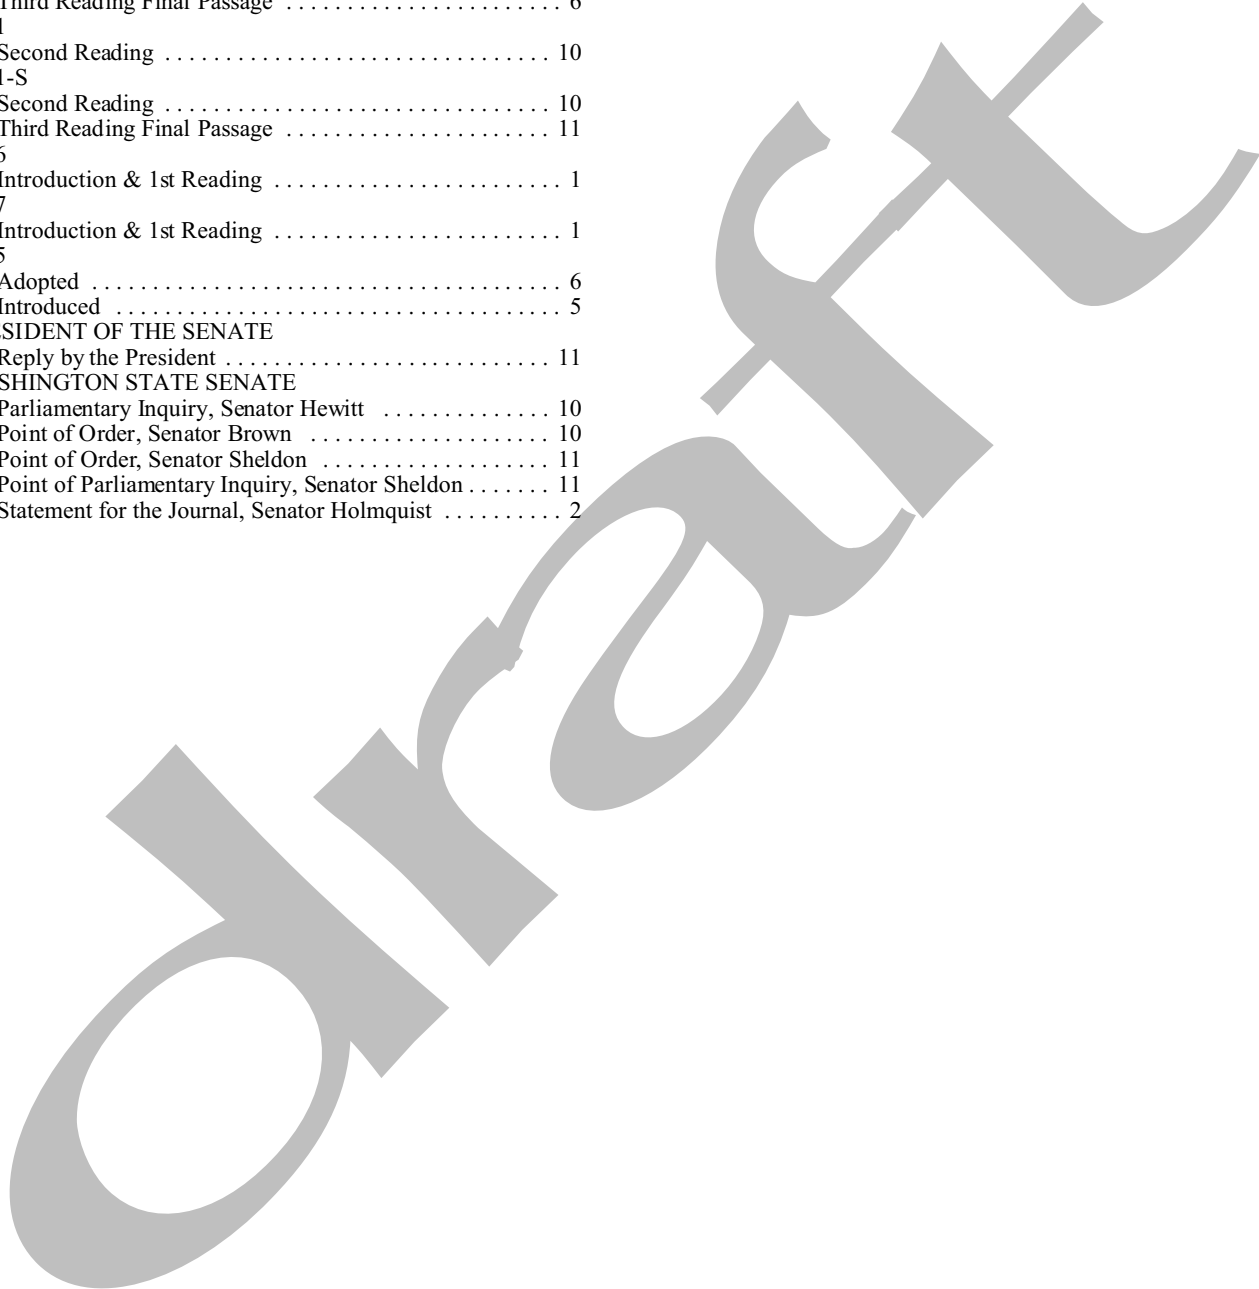 Third Reading Final Passage . . . . . . . . . . . . . . . . . . . . . . . 6
1
Second Reading . . . . . . . . . . . . . . . . . . . . . . . . . . . . . . . . 10
1-S
Second Reading . . . . . . . . . . . . . . . . . . . . . . . . . . . . . . . . 10
Third Reading Final Passage . . . . . . . . . . . . . . . . . . . . . . 11
6
Introduction & 1st Reading . . . . . . . . . . . . . . . . . . . . . . . . 1
7
Introduction & 1st Reading . . . . . . . . . . . . . . . . . . . . . . . . 1
5
Adopted . . . . . . . . . . . . . . . . . . . . . . . . . . . . . . . . . . . . . . . 6
Introduced . . . . . . . . . . . . . . . . . . . . . . . . . . . . . . . . . . . . . 5
SIDENT OF THE SENATE
Reply by the President . . . . . . . . . . . . . . . . . . . . . . . . . . . 11
SHINGTON STATE SENATE
Parliamentary Inquiry, Senator Hewitt . . . . . . . . . . . . . . 10
Point of Order, Senator Brown . . . . . . . . . . . . . . . . . . . . 10
Point of Order, Senator Sheldon . . . . . . . . . . . . . . . . . . . 11
Point of Parliamentary Inquiry, Senator Sheldon . . . . . . . 11
Statement for the Journal, Senator Holmquist . . . . . . . . . . 2
draft